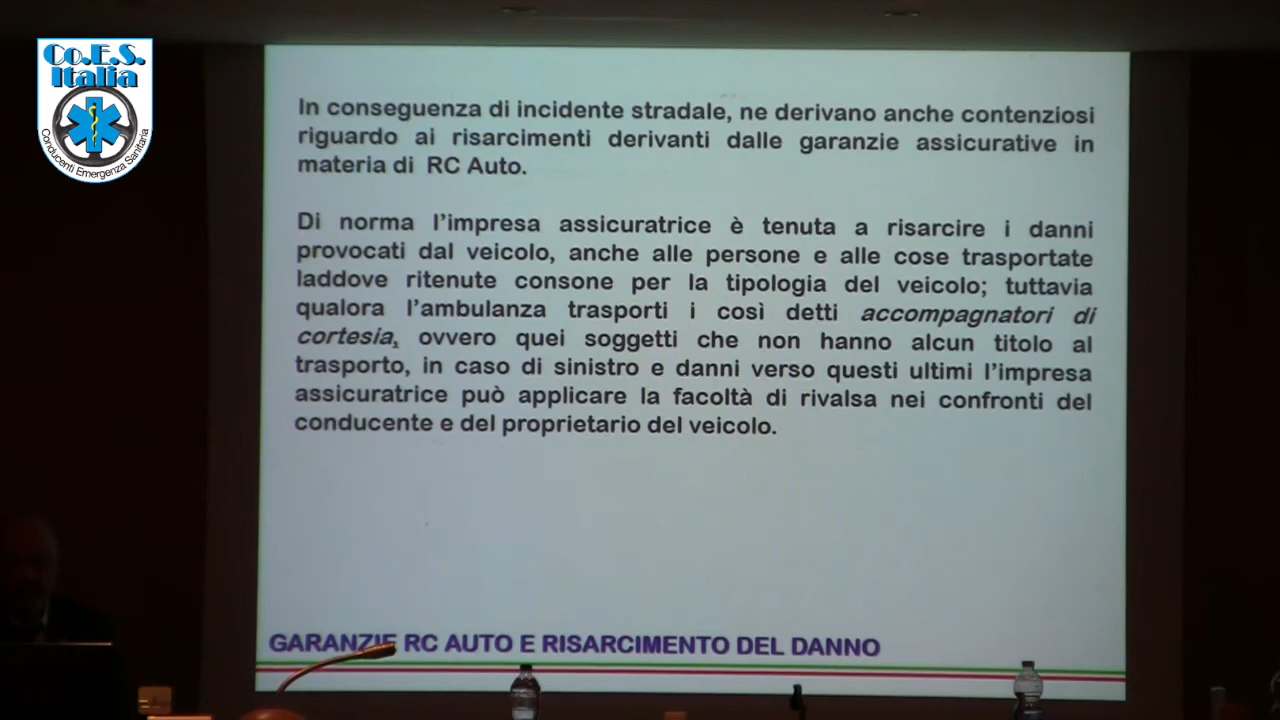 Co.E.S.
Italia
Conducenti Emergenza Sanitaria
In conseguenza di incidente stradale, ne derivano anche contenziosi
riguardo ai risarcimenti derivanti dalle garanzie assicurative in
materia di RC Auto.
Di norma l'impresa assicuratrice è tenuta a risarcire i danni
provocati dal veicolo, anche alle persone e alle cose trasportate
laddove ritenute consone per la tipologia del veicolo; tuttavia
qualora l'ambulanza trasporti i così detti accompagnatori di
cortesia, ovvero quei soggetti che non hanno alcun titolo al
trasporto, in caso di sinistro e danni verso questi ultimi l'impresa
assicuratrice può applicare la facoltà di rivalsa nei confronti del
conducente e del proprietario del veicolo.
GARANZIE RC AUTO E RISARCIMENTO DEL DANNO